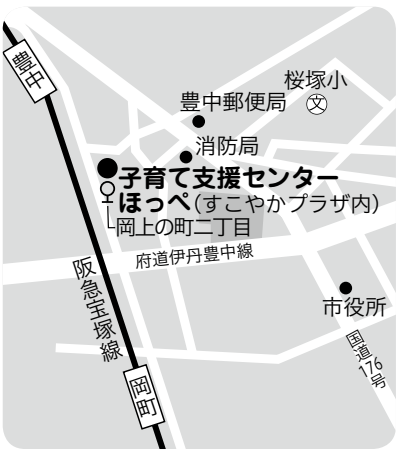 豊中
桜塚小
文
豊中郵便局
消防局
子育て支援センター
ほっぺ(すこやかプラザ内)
岡上の町二丁目
府道伊丹豊中線
阪急宝塚線
市役所
国道176号
岡町